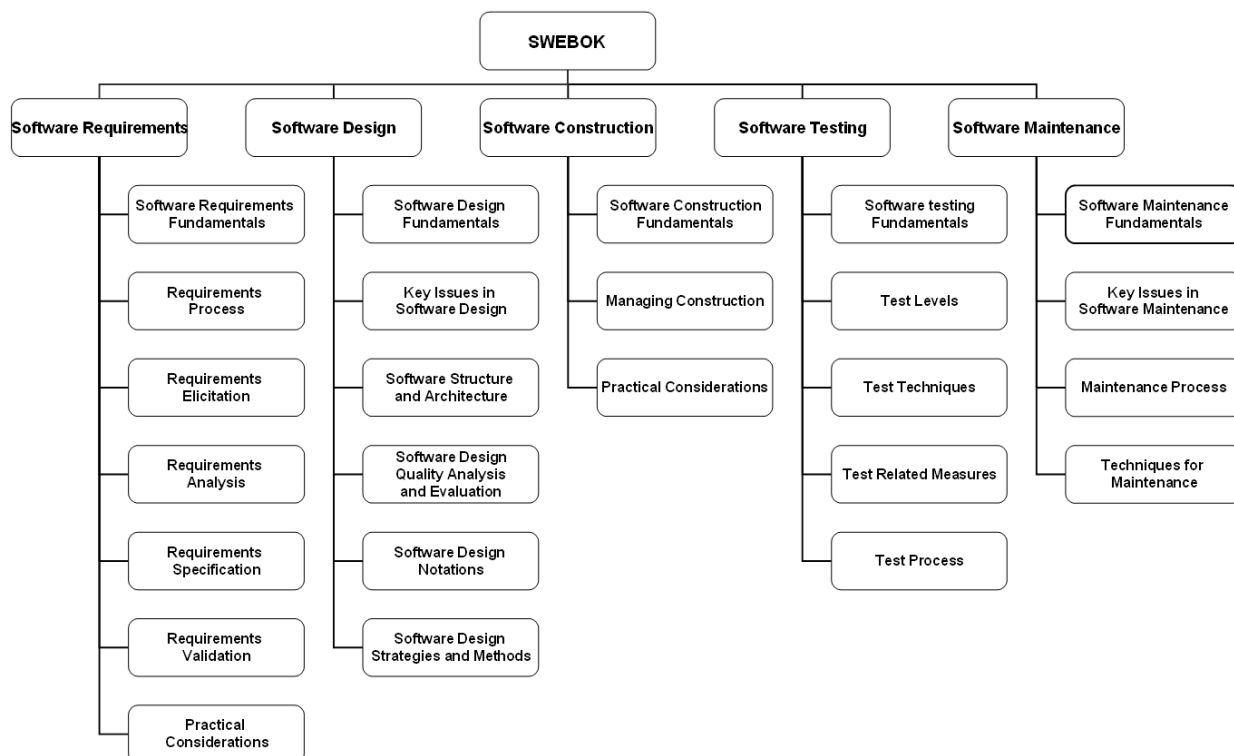 SWEBOK
Software Requirements
Software Design
Software Construction
Software Testing
Software Maintenance
Software Requirements
Fundamentals
Requirements
Process
Requirements
Elicitation
Requirements
Analysis
Requirements
Specification
Requirements
Validation
Practical
Considerations
Software Design
Fundamentals
Key Issues in
Software Design
Software Structure
and Architecture
Software Design
Quality Analysis
and Evaluation
Software Design
Notations
Software Design
Strategies and Methods
Software Construction
Fundamentals
Managing Construction
Practical Considerations
Software testing
Fundamentals
Test Levels
Test Techniques
Test Related Measures
Test Process
Software Maintenance
Fundamentals
Key Issues in
Software Maintenance
Maintenance Process
Techniques for
Maintenance